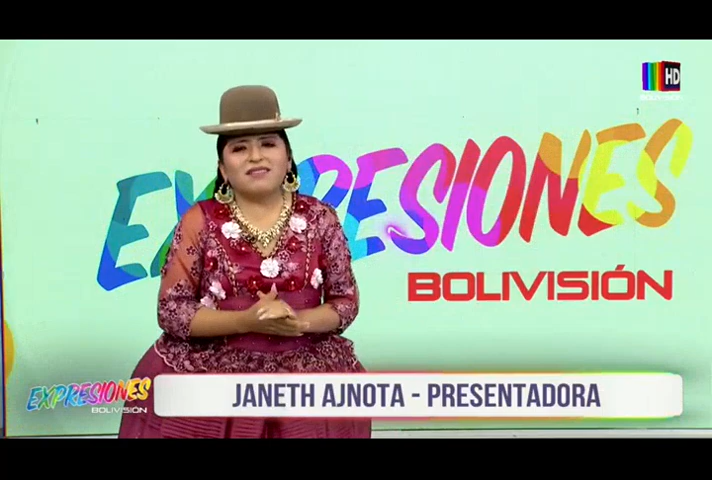 HD
EXPRESIONES
BOLIVISIÓN
EXPRESIONES
BOLIVISIÓN
JANETH AJNOTA - PRESENTADORA